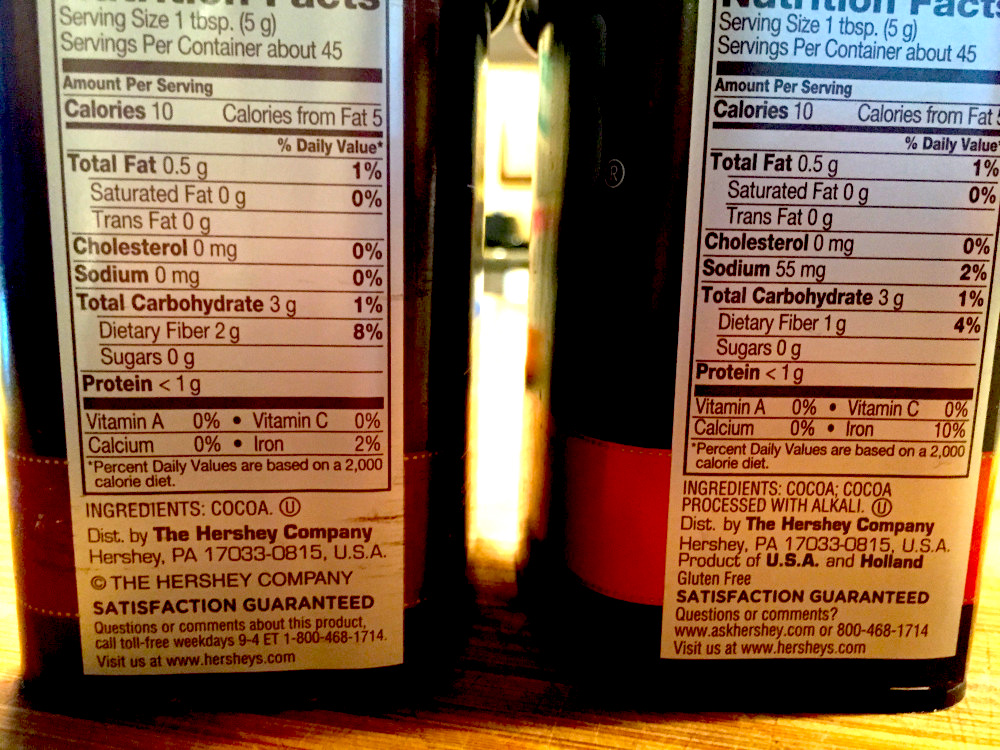 Nutrition Facts
Serving Size 1 tbsp. (5 g)
Servings Per Container about 45
Amount Per Serving
Calories 10 Calories from Fat 5
% Daily Value*
Total Fat 0.5 g 1%
Saturated Fat 0 g 0%
Trans Fat 0 g
Cholesterol 0 mg 0%
Sodium 0 mg 0%
Total Carbohydrate 3 g 1%
Dietary Fiber 2 g 8%
Sugars 0 g
Protein < 1 g
Vitamin A 0% • Vitamin C 0%
Calcium 0% • Iron 2%
*Percent Daily Values are based on a 2,000
calorie diet.
INGREDIENTS: COCOA. Ⓤ
Dist. by The Hershey Company
Hershey, PA 17033-0815, U.S.A.
© THE HERSHEY COMPANY
SATISFACTION GUARANTEED
Questions or comments about this product,
call toll-free weekdays 9-4 ET 1-800-468-1714.
Visit us at www.hersheys.com
®
Nutrition Facts
Serving Size 1 tbsp. (5 g)
Servings Per Container about 45
Amount Per Serving
Calories 10 Calories from Fat 5
% Daily Value*
Total Fat 0.5 g 1%
Saturated Fat 0 g 0%
Trans Fat 0 g
Cholesterol 0 mg 0%
Sodium 55 mg 2%
Total Carbohydrate 3 g 1%
Dietary Fiber 1 g 4%
Sugars 0 g
Protein < 1 g
Vitamin A 0% • Vitamin C 0%
Calcium 0% • Iron 10%
*Percent Daily Values are based on a 2,000
calorie diet.
INGREDIENTS: COCOA; COCOA
PROCESSED WITH ALKALI. Ⓤ
Dist. by The Hershey Company
Hershey, PA 17033-0815, U.S.A.
Product of U.S.A. and Holland
Gluten Free
SATISFACTION GUARANTEED
Questions or comments?
www.askhershey.com or 800-468-1714
Visit us at www.hersheys.com